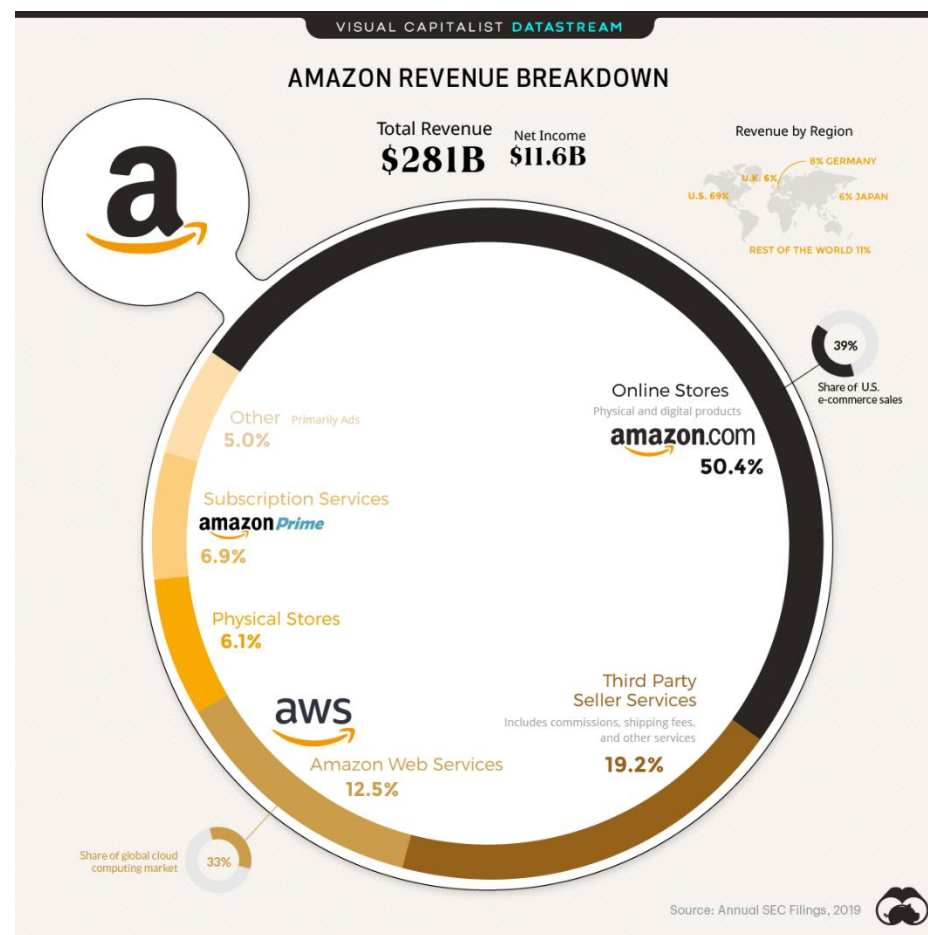 VISUAL CAPITALIST DATASTREAM
AMAZON REVENUE BREAKDOWN
Total Revenue
$281B
Net Income
$11.6B
Revenue by Region
8% GERMANY
U.K. 6%
U.S. 69%
6% JAPAN
REST OF THE WORLD 11%
a
39%
Share of U.S.
e-commerce sales
Online Stores
Physical and digital products
amazon.com
50.4%
Other Primarily Ads
5.0%
Subscription Services
amazon Prime
6.9%
Physical Stores
6.1%
Third Party
Seller Services
Includes commissions, shipping fees,
and other services
19.2%
aws
Amazon Web Services
12.5%
Share of global cloud
computing market
33%
Source: Annual SEC Filings, 2019